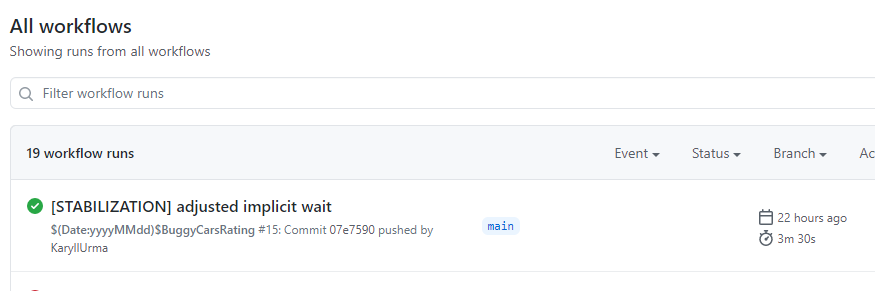 All workflows
Showing runs from all workflows
Filter workflow runs
19 workflow runs Event Status Branch Ac
[STABILIZATION] adjusted implicit wait
$(Date:yyyyMMdd)$BuggyCarsRating #15: Commit 07e7590 pushed by
KaryllUrma
main
22 hours ago
3m 30s